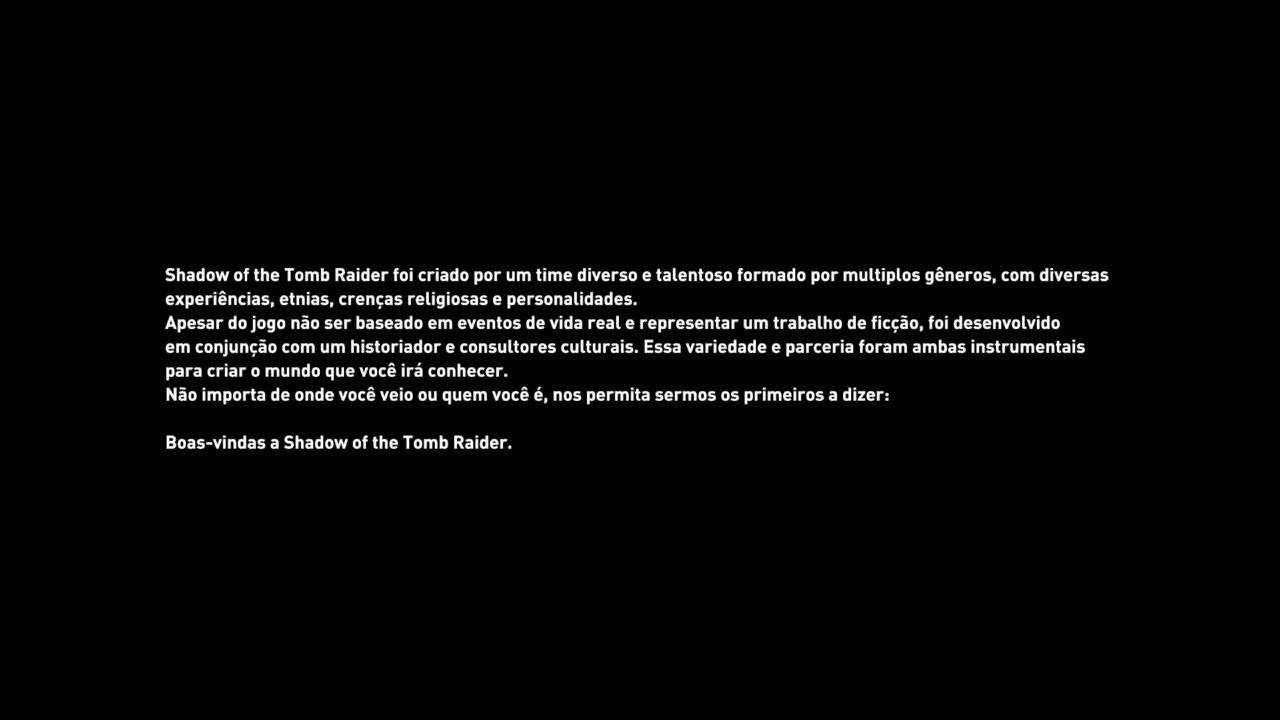 Shadow of the Tomb Raider foi criado por um time diverso e talentoso formado por multiplos gêneros, com diversas
experiências, etnias, crenças religiosas e personalidades.
Apesar do jogo não ser baseado em eventos de vida real e representar um trabalho de ficção, foi desenvolvido
em conjunção com um historiador e consultores culturais. Essa variedade e parceria foram ambas instrumentais
para criar o mundo que você irá conhecer.
Não importa de onde você veio ou quem você é, nos permita sermos os primeiros a dizer:
Boas-vindas a Shadow of the Tomb Raider.